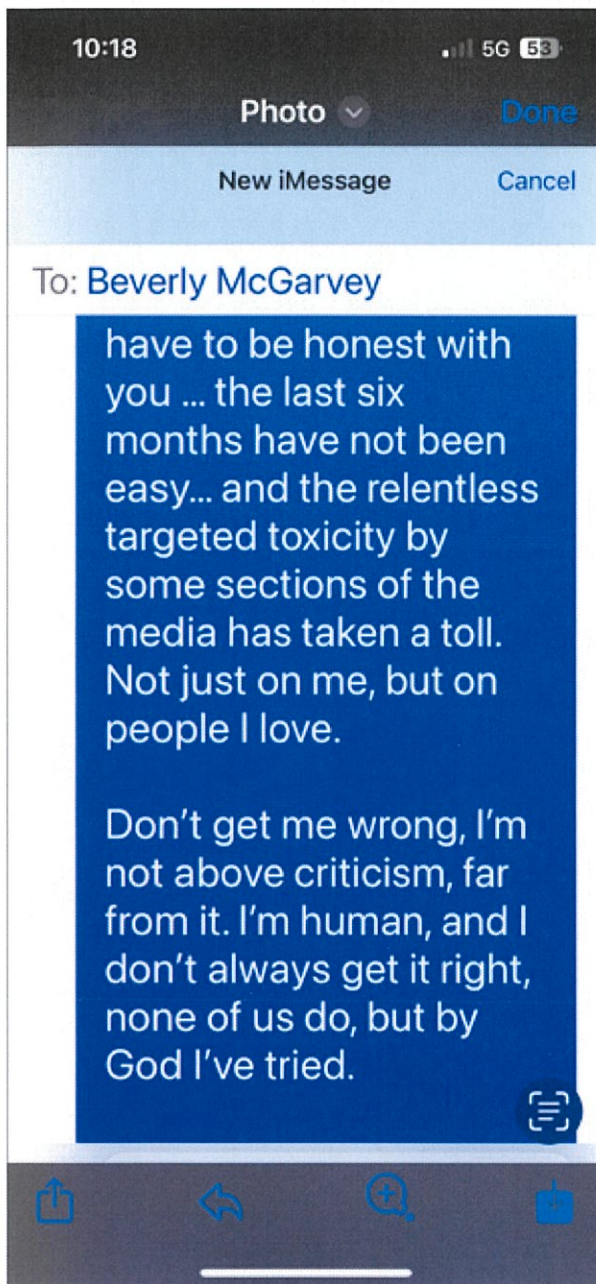 10:18
5G 53
Photo
Done
New iMessage
Cancel
To: Beverly McGarvey
have to be honest with
you ... the last six
months have not been
easy... and the relentless
targeted toxicity by
some sections of the
media has taken a toll.
Not just on me, but on
people I love.
Don't get me wrong, I'm
not above criticism, far
from it. I'm human, and I
don't always get it right,
none of us do, but by
God I've tried.